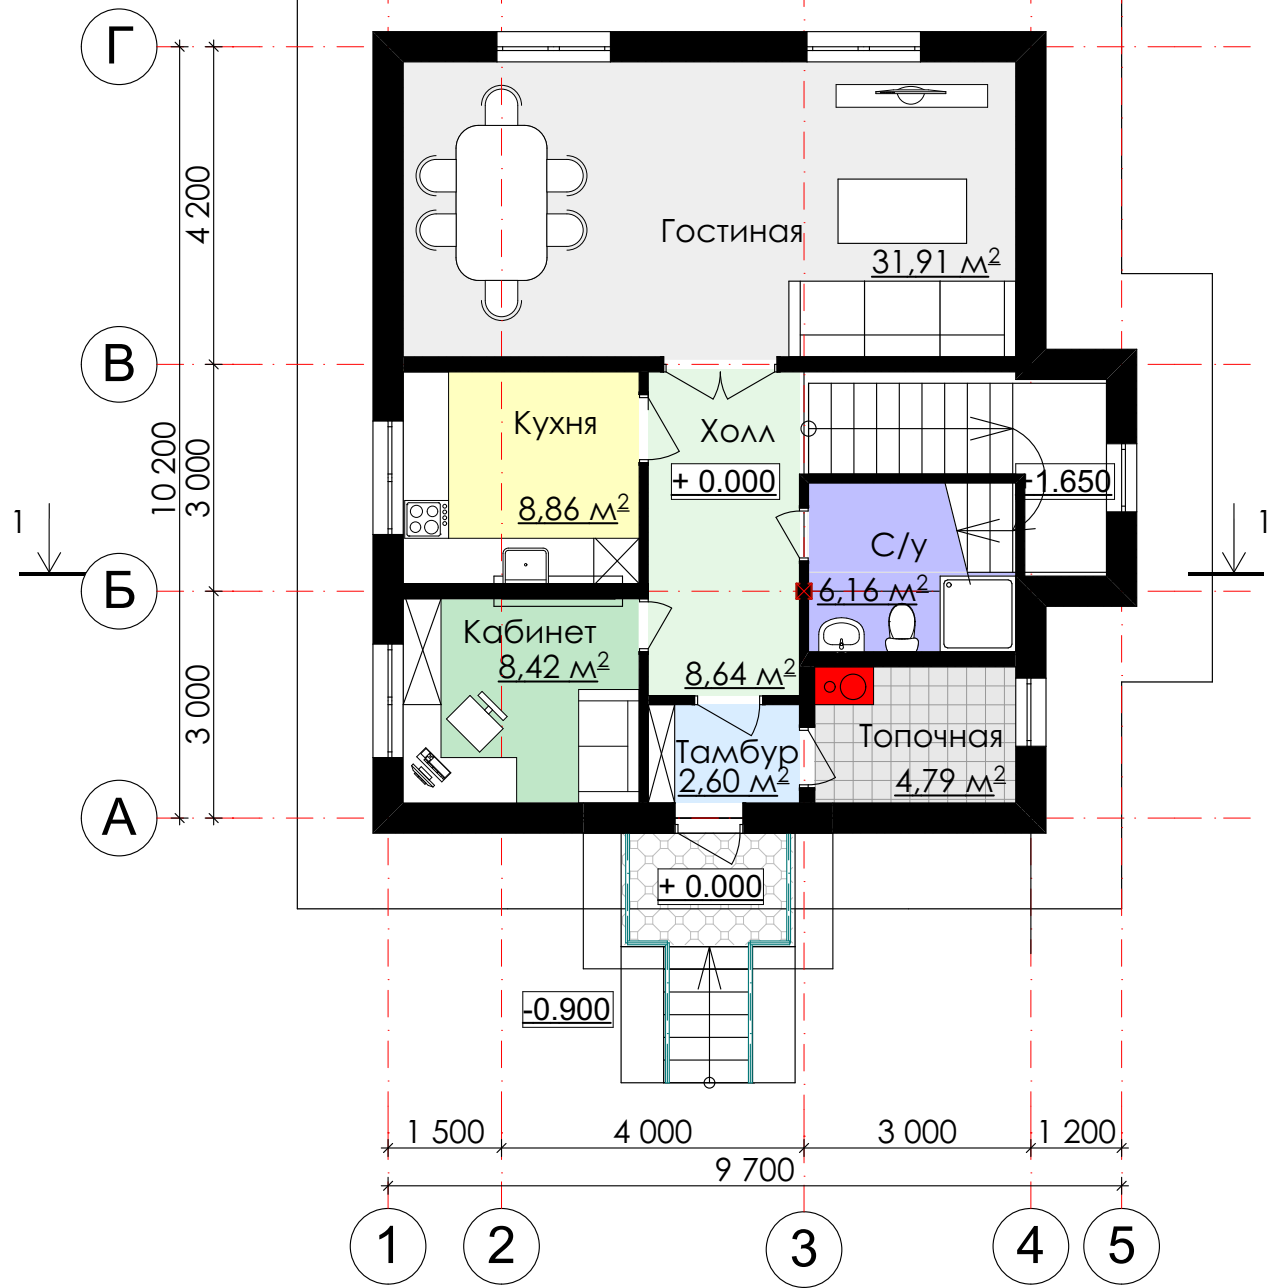 Г
4 200
Гостиная
31,91 м²
В
Кухня
Холл
10 200
3 000
+ 0.000
-1.650
8,86 м²
1
1
С/у
Б
6,16 м²
Кабинет
8,42 м²
8,64 м²
3 000
Тамбур
2,60 м²
Топочная
4,79 м²
А
+ 0.000
-0.900
1 500
4 000
3 000
1 200
9 700
1
2
3
4
5